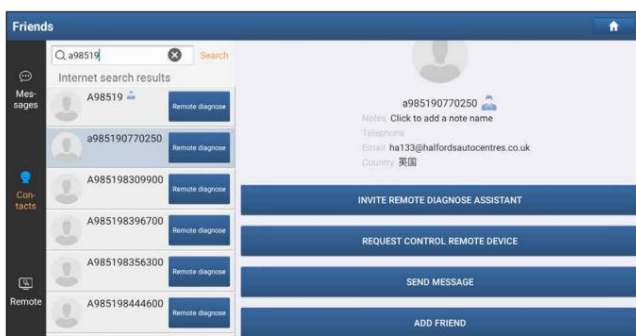 Friends
a98519
Search
Internet search results
Mes-
sages
Con-
tacts
Remote
A98519
Remote diagnose
a985190770250
Remote diagnose
A985198309900
Remote diagnose
A985198396700
Remote diagnose
A985198356300
Remote diagnose
A985198444600
Remote diagnose
a985190770250
Notes Click to add a note name
Telephone
Email ha133@halfordsautocentres.co.uk
Country 英国
INVITE REMOTE DIAGNOSE ASSISTANT
REQUEST CONTROL REMOTE DEVICE
SEND MESSAGE
ADD FRIEND